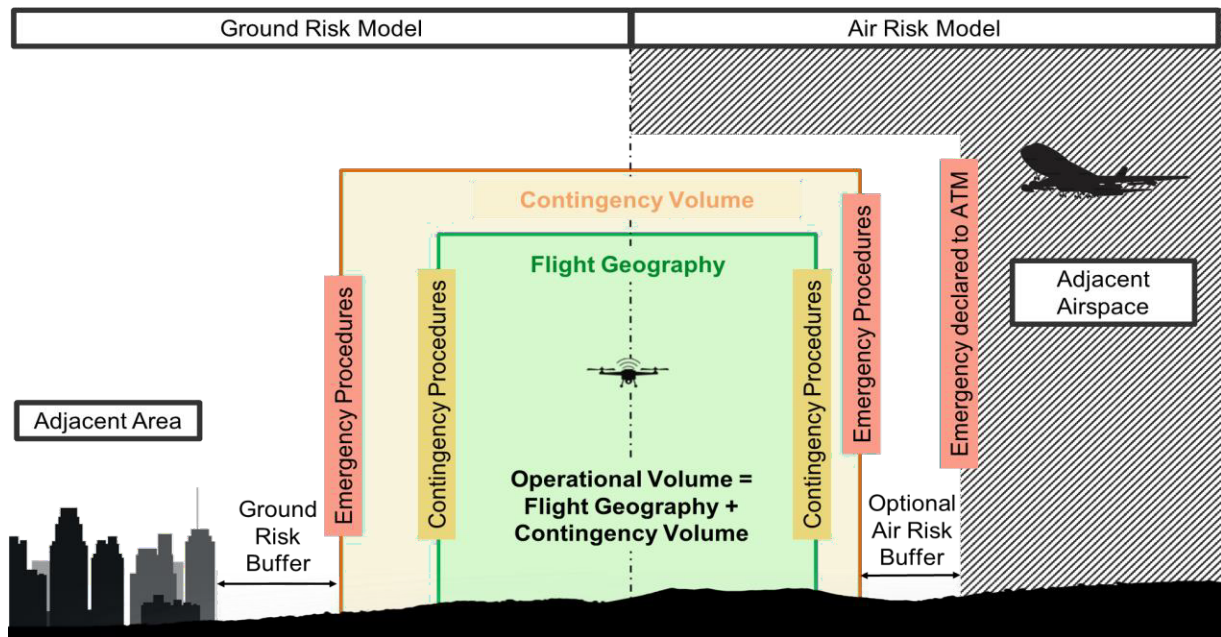 Ground Risk Model
Air Risk Model
Contingency Volume
Flight Geography
Emergency Procedures
Contingency Procedures
Contingency Procedures
Emergency Procedures
Emergency declared to ATM
Adjacent
Airspace
Adjacent Area
Operational Volume =
Flight Geography +
Contingency Volume
Ground
Risk
Buffer
Optional
Air Risk
Buffer